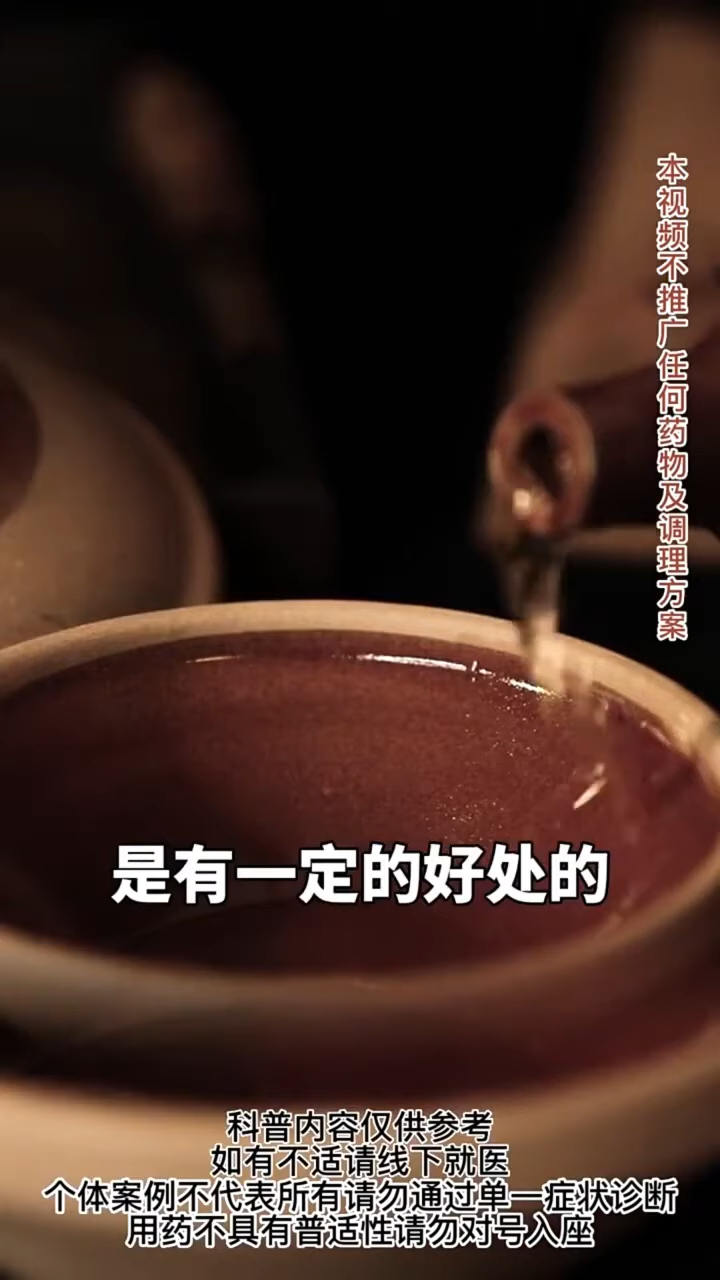 本视频不推广任何药物及调理方案
是有一定的好处的
科普内容仅供参考
如有不适请线下就医
个体案例不代表所有请勿通过单一症状诊断
用药不具有普适性请勿对号入座